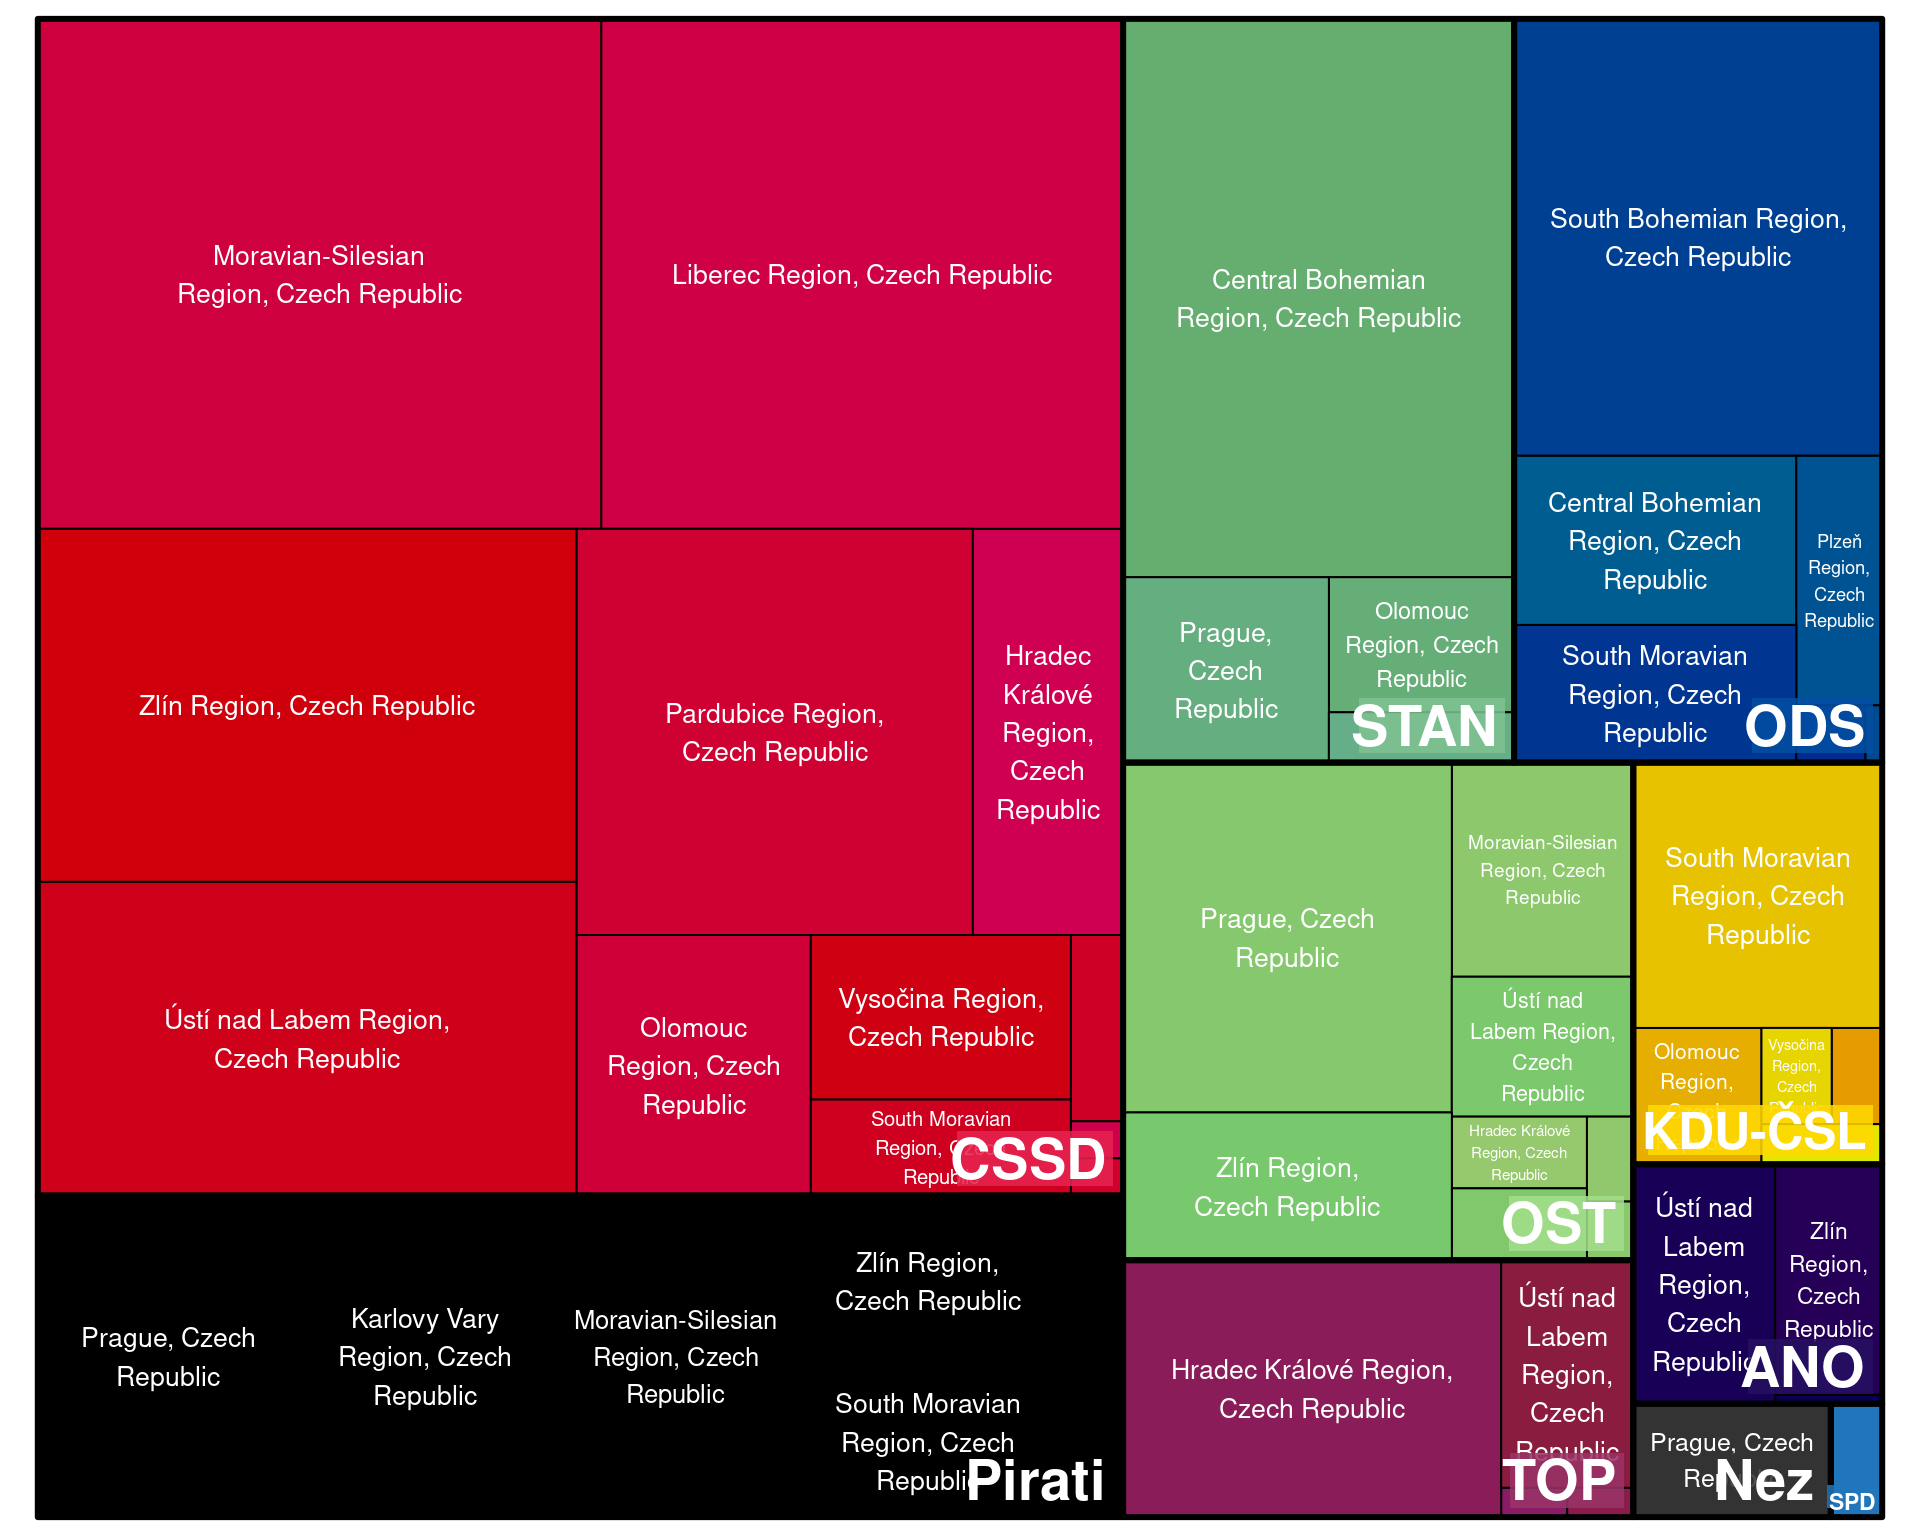 Moravian-Silesian
Region, Czech Republic
Liberec Region, Czech Republic
Zlín Region, Czech Republic
Pardubice Region,
Czech Republic
Hradec
Králové
Region,
Czech
Republic
Ústí nad Labem Region,
Czech Republic
Olomouc
Region, Czech
Republic
Vysočina Region,
Czech Republic
South Moravian
Region,
Republic
CSSD
Prague, Czech
Republic
Karlovy Vary
Region, Czech
Republic
Moravian-Silesian
Region, Czech
Republic
Zlín Region,
Czech Republic
South Moravian
Region, Czech
Republic
Pirati
Central Bohemian
Region, Czech Republic
Prague,
Czech
Republic
Olomouc
Region, Czech
Republic
STAN
South Bohemian Region,
Czech Republic
Central Bohemian
Region, Czech
Republic
Plzeň
Region,
Czech
Republic
South Moravian
Region, Czech
Republic
ODS
Prague, Czech
Republic
Moravian-Silesian
Region, Czech
Republic
Ústí nad
Labem Region,
Czech
Republic
Zlín Region,
Czech Republic
Hradec Králové
Region, Czech
Republic
OST
South Moravian
Region, Czech
Republic
Olomouc
Region,
Vysočina
Region,
Czech
KDU-ČSL
Hradec Králové Region,
Czech Republic
Ústí nad
Labem
Region,
Czech
Republic
TOP
Ústí nad
Labem
Region,
Czech
Republic
Zlín
Region,
Czech
Republic
ANO
Prague, Czech
Nez
SPD